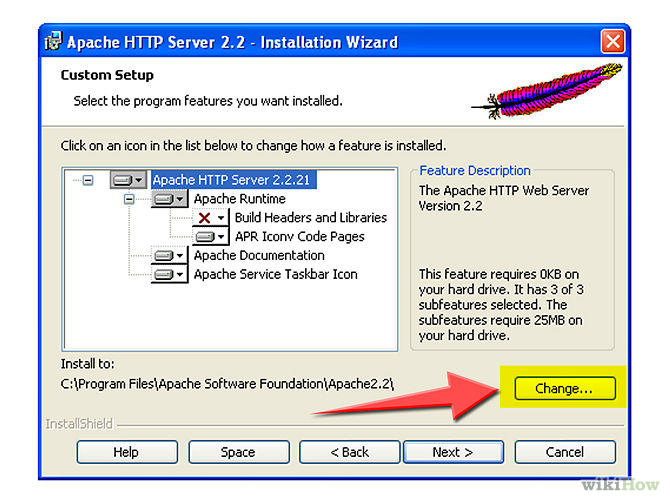 Apache HTTP Server 2.2 - Installation Wizard
Custom Setup
Select the program features you want installed.
Click on an icon in the list below to change how a feature is installed.
Apache HTTP Server 2.2.21
Apache Runtime
Build Headers and Libraries
APR Iconv Code Pages
Apache Documentation
Apache Service Taskbar Icon
Feature Description
The Apache HTTP Web Server
Version 2.2
This feature requires 0KB on
your hard drive. It has 3 of 3
subfeatures selected. The
subfeatures require 25MB on
your hard drive.
Install to:
C:\Program Files\Apache Software Foundation\Apache2.2\
Change...
InstallShield
Help
Space
< Back
Next >
Cancel
wikiHow